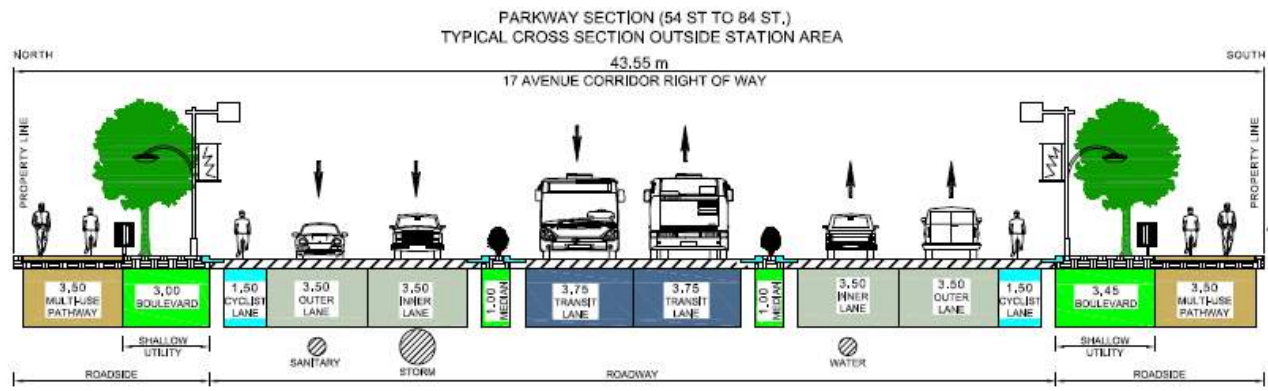 PARKWAY SECTION (54 ST TO 84 ST.)
TYPICAL CROSS SECTION OUTSIDE STATION AREA
NORTH
SOUTH
43.55 m
17 AVENUE CORRIDOR RIGHT OF WAY
PROPERTY LINE
PROPERTY LINE
3,50
MULTI-USE
PATHWAY
3,00
BOULEVARD
1,50
CYCLIST
LANE
3.50
OUTER
LANE
3,50
INNER
LANE
1,00
MEDIAN
3,75
TRANSIT
LANE
3,75
TRANSIT
LANE
1,00
MEDIAN
3,50
INNER
LANE
3.50
OUTER
LANE
1,50
CYCLIST
LANE
3,45
BOULEVARD
3,50
MULTI-USE
PATHWAY
SHALLOW
UTILITY
SANITARY
STORM
WATER
SHALLOW
UTILITY
ROADSIDE
ROADWAY
ROADSIDE